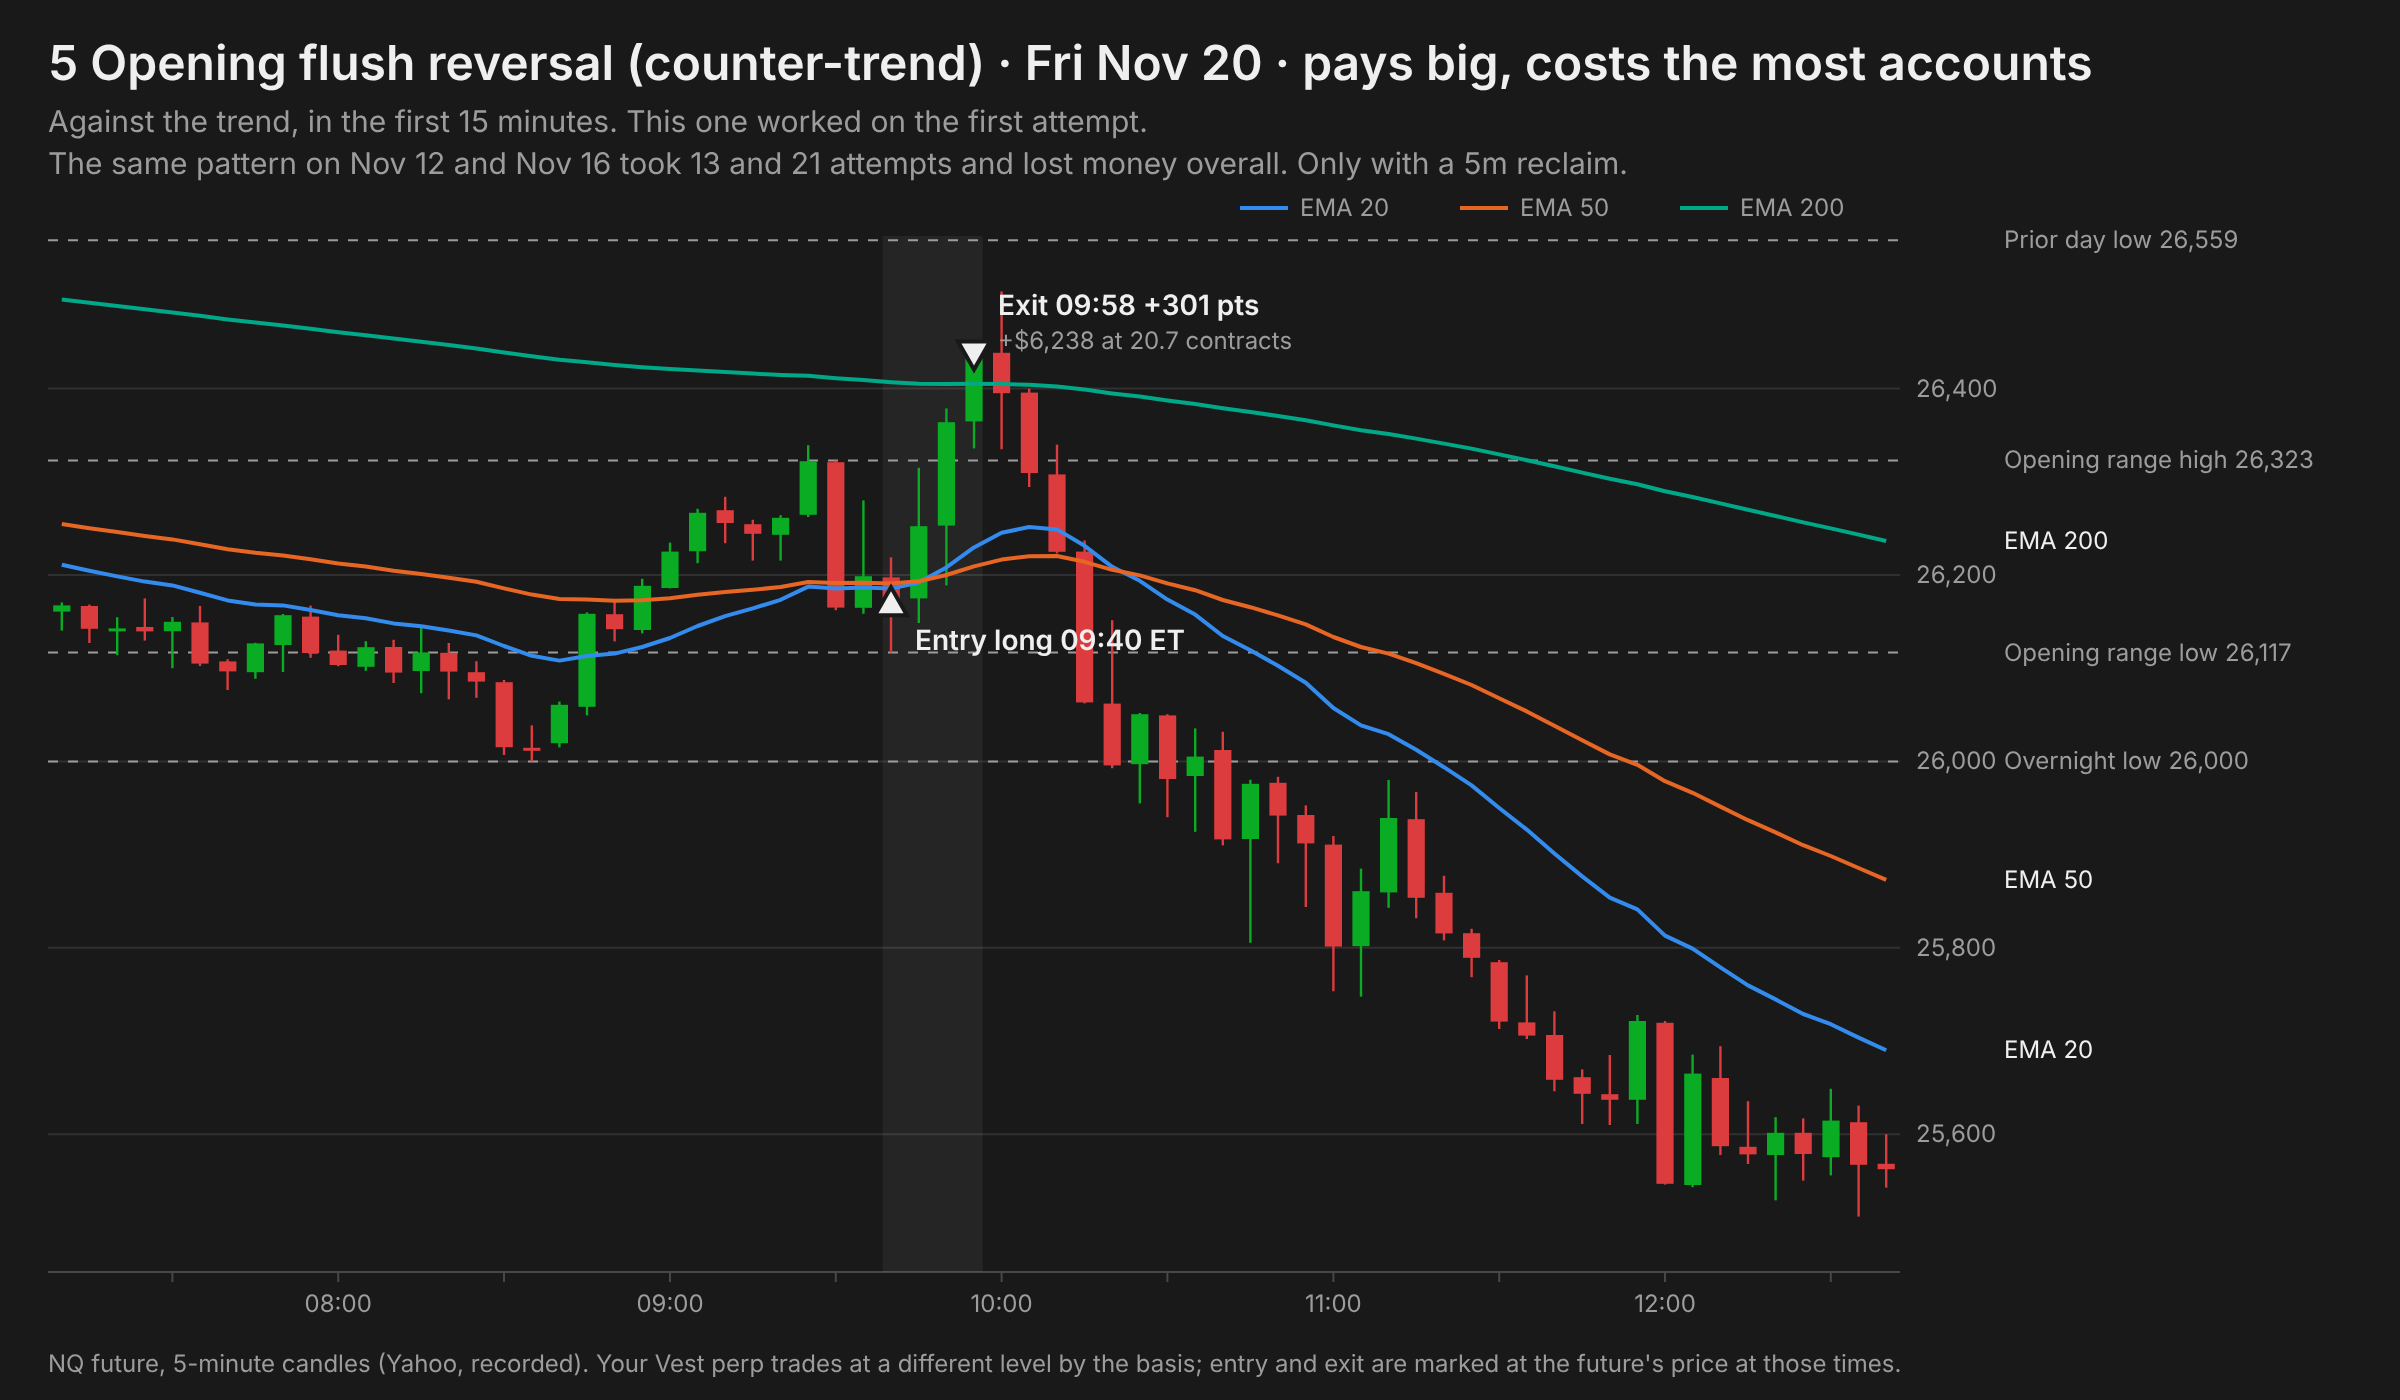 5 Opening flush reversal (counter-trend) · Fri Nov 20 · pays big, costs the most accounts
Against the trend, in the first 15 minutes. This one worked on the first attempt.
The same pattern on Nov 12 and Nov 16 took 13 and 21 attempts and lost money overall. Only with a 5m reclaim.
EMA 20 EMA 50 EMA 200
Prior day low 26,559
Exit 09:58 +301 pts
+$6,238 at 20.7 contracts
26,400
Opening range high 26,323
EMA 200
26,200
Entry long 09:40 ET
Opening range low 26,117
26,000 Overnight low 26,000
EMA 50
25,800
EMA 20
25,600
08:00 09:00 10:00 11:00 12:00
NQ future, 5-minute candles (Yahoo, recorded). Your Vest perp trades at a different level by the basis; entry and exit are marked at the future's price at those times.